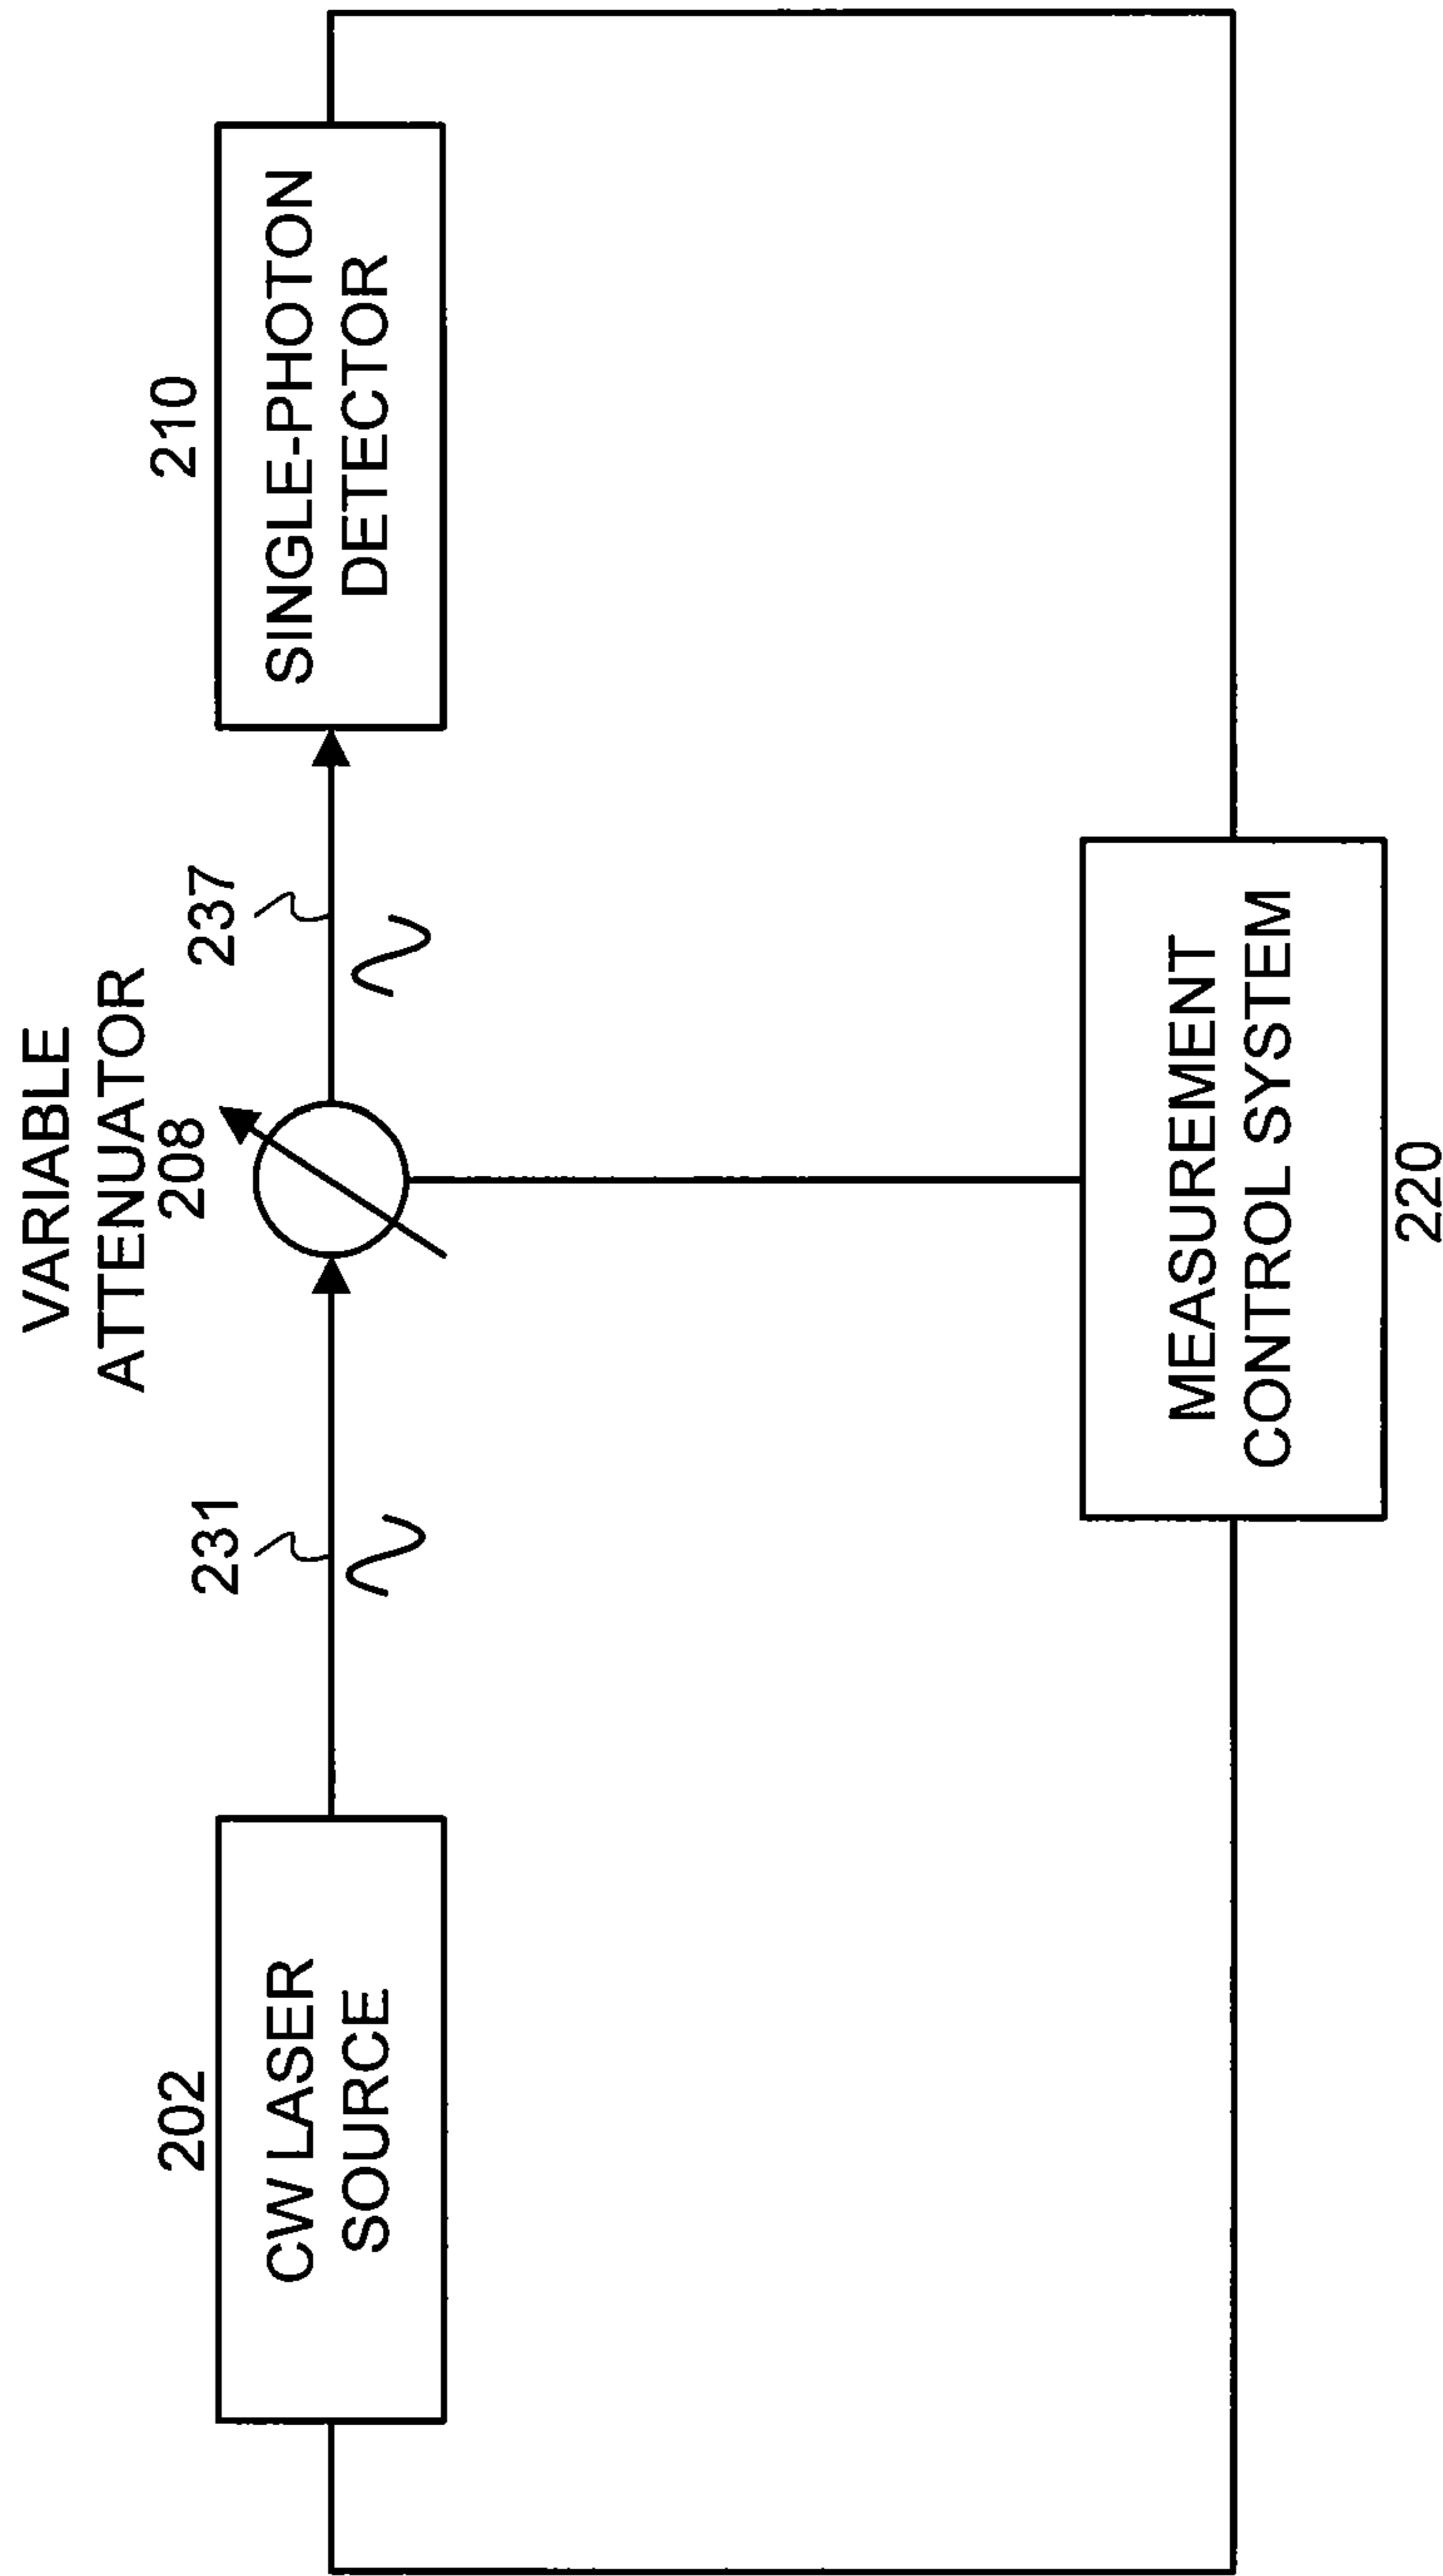 VARIABLE
ATTENUATOR
208
202
CW LASER
SOURCE
231
237
210
SINGLE-PHOTON
DETECTOR
MEASUREMENT
CONTROL SYSTEM
220